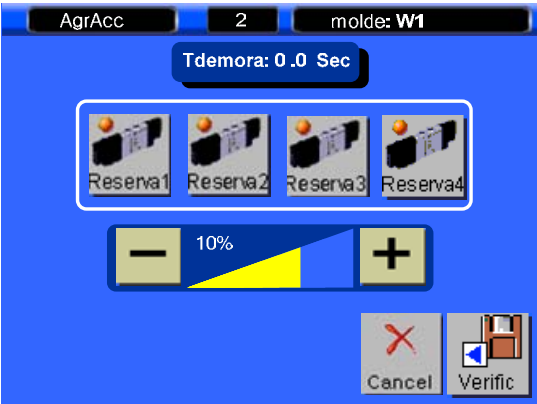 AgrAcc 2 molde: W1
Tdemora: 0.0 Sec
Reserva1 Reserva2 Reserva3 Reserva4
− 10% +
Cancel Verific